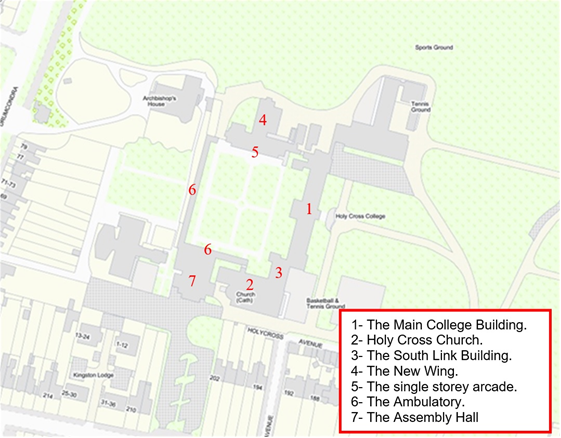 Sports Ground
DRUMCONDRA
Archbishop's
House
Tennis
Ground
4
5
79
77
71-73
69
6
1
Holy Cross College
6
3
7
2
Church
(Cath)
Basketball &
Tennis Ground
HOLYCROSS AVENUE
13-24
1-12
Kingston Lodge
214
25-30
31-36
210
202
194
192
188
AVENUE
HOLYCROSS
1- The Main College Building.
2- Holy Cross Church.
3- The South Link Building.
4- The New Wing.
5- The single storey arcade.
6- The Ambulatory.
7- The Assembly Hall